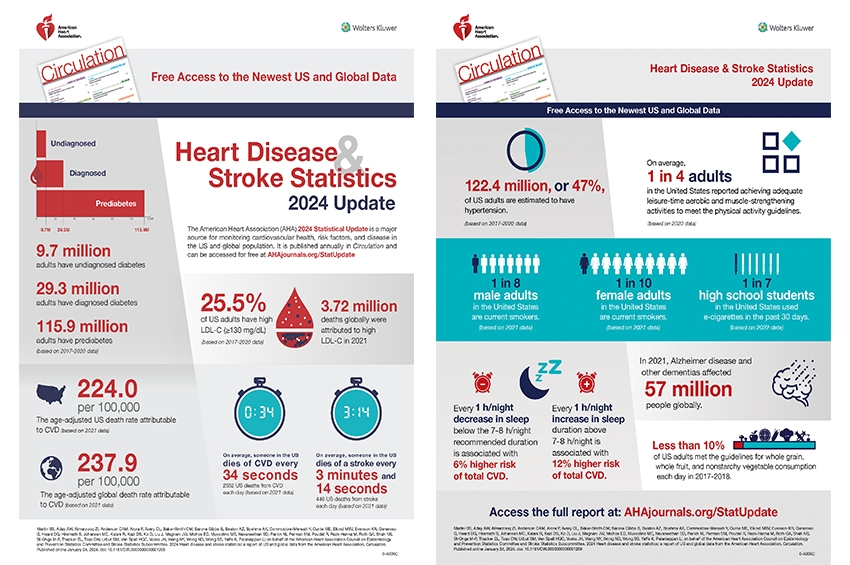 American
Heart
Association.
Wolters Kluwer
Circulation
Free Access to the Newest US and Global Data
Undiagnosed
Diagnosed
Prediabetes
9.7M 29.3M 115.9M
9.7 million
adults have undiagnosed diabetes
29.3 million
adults have diagnosed diabetes
115.9 million
adults have prediabetes
(based on 2017-2020 data)
Heart Disease &
Stroke Statistics
2024 Update
The American Heart Association (AHA) 2024 Statistical Update is a major
source for monitoring cardiovascular health, risk factors, and disease in
the US and global population. It is published annually in Circulation and
can be accessed for free at AHAjournals.org/StatUpdate
25.5%
of US adults have high
LDL-C (≥130 mg/dL)
(based on 2017-2020 data)
3.72 million
deaths globally were
attributed to high
LDL-C in 2021
224.0
per 100,000
The age-adjusted US death rate attributable
to CVD (based on 2021 data)
237.9
per 100,000
The age-adjusted global death rate attributable
to CVD (based on 2021 data)
0:34
On average, someone in the US
dies of CVD every
34 seconds
2552 US deaths from CVD
each day (based on 2021 data)
3:14
On average, someone in the US
dies of a stroke every
3 minutes and
14 seconds
446 US deaths from stroke
each day (based on 2021 data)
American
Heart
Association.
Wolters Kluwer
Circulation
Heart Disease & Stroke Statistics
2024 Update
Free Access to the Newest US and Global Data
122.4 million, or 47%,
of US adults are estimated to have
hypertension.
(based on 2017-2020 data)
On average,
1 in 4 adults
in the United States reported achieving adequate
leisure-time aerobic and muscle-strengthening
activities to meet the physical activity guidelines.
(based on 2020 data)
1 in 8
male adults
in the United States
are current smokers.
(based on 2021 data)
1 in 10
female adults
in the United States
are current smokers.
(based on 2021 data)
1 in 7
high school students
in the United States used
e-cigarettes in the past 30 days.
(based on 2022 data)
zzz
Every 1 h/night
decrease in sleep
below the 7-8 h/night
recommended duration
is associated with
6% higher risk
of total CVD.
Every 1 h/night
increase in sleep
duration above
7-8 h/night is
associated with
12% higher risk
of total CVD.
In 2021, Alzheimer disease and
other dementias affected
57 million
people globally.
Less than 10%
of US adults met the guidelines for whole grain,
whole fruit, and nonstarchy vegetable consumption
each day in 2017-2018.
Access the full report at: AHAjournals.org/StatUpdate